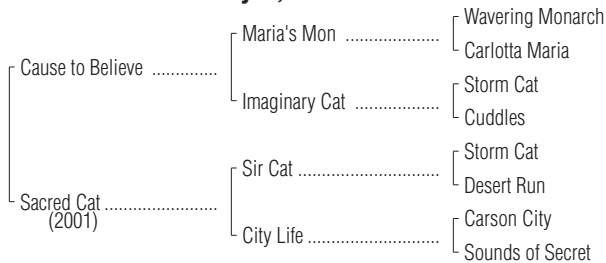 Wavering Monarch
Maria's Mon ..................
Carlotta Maria
Cause to Believe .............
Storm Cat
Imaginary Cat ................
Cuddles
Storm Cat
Sir Cat ...........................
Desert Run
Sacred Cat ......................
(2001)
Carson City
City Life .........................
Sounds of Secret